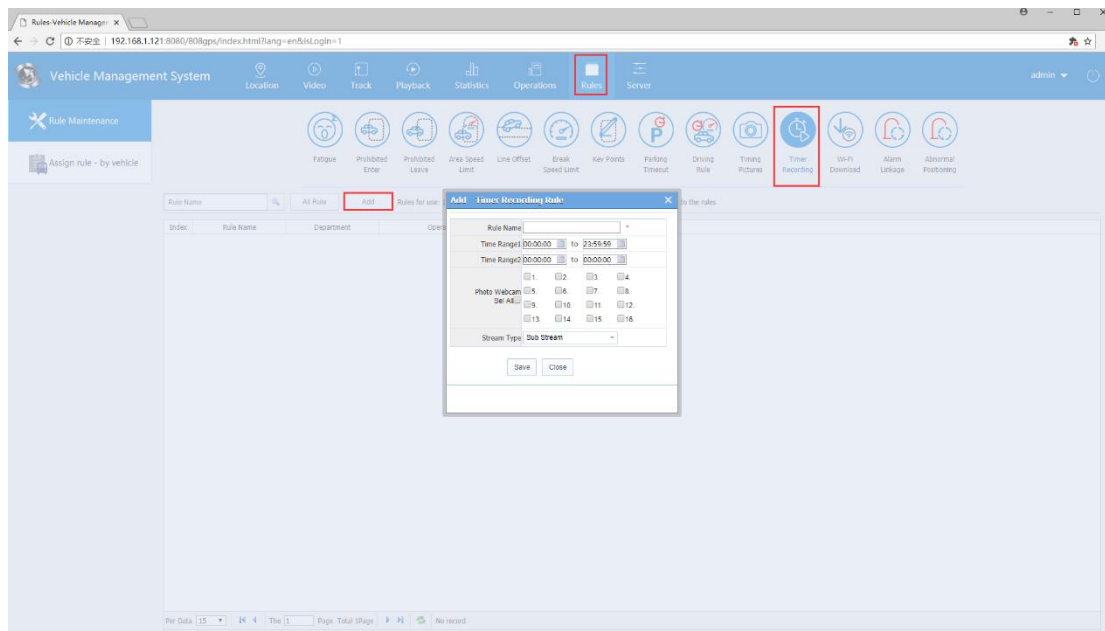 Rules-Vehicle Manager
不安全 | 192.168.1.121:8080/808gps/index.html?lang=en&isLogin=1
Vehicle Management System
Location Video Track Playback Statistics Operations Rules Server
admin
Rule Maintenance
Assign rule - by vehicle
Fatigue Prohibited Enter Prohibited Leave Area Speed Limit Line Offset Break Speed Limit Key Points Parking Timeout Driving Rule Timing Pictures Timer Recording Wi-Fi Download Alarm Linkage Abnormal Positioning
Rule Name All Rule Add Rules for use: to the rules
Index Rule Name Department Opera
Add Timer Recording Rule
Rule Name *
Time Range1 00:00:00 to 23:59:59
Time Range2 00:00:00 to 00:00:00
Photo Webcam
Sel All...
1. 2. 3. 4.
5. 6. 7. 8.
9. 10. 11. 12.
13. 14. 15. 16.
Stream Type Sub Stream
Save Close
Per Data 15 The 1 Page Total 1Page No record